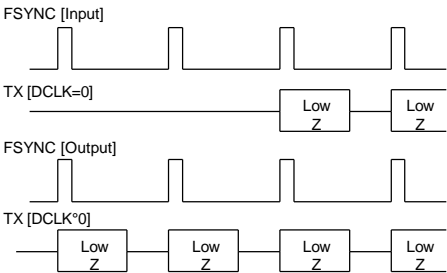 FSYNC [Input]
TX [DCLK=0]
Low Low
Z Z
FSYNC [Output]
TX [DCLK°0]
Low Low Low Low
Z Z Z Z